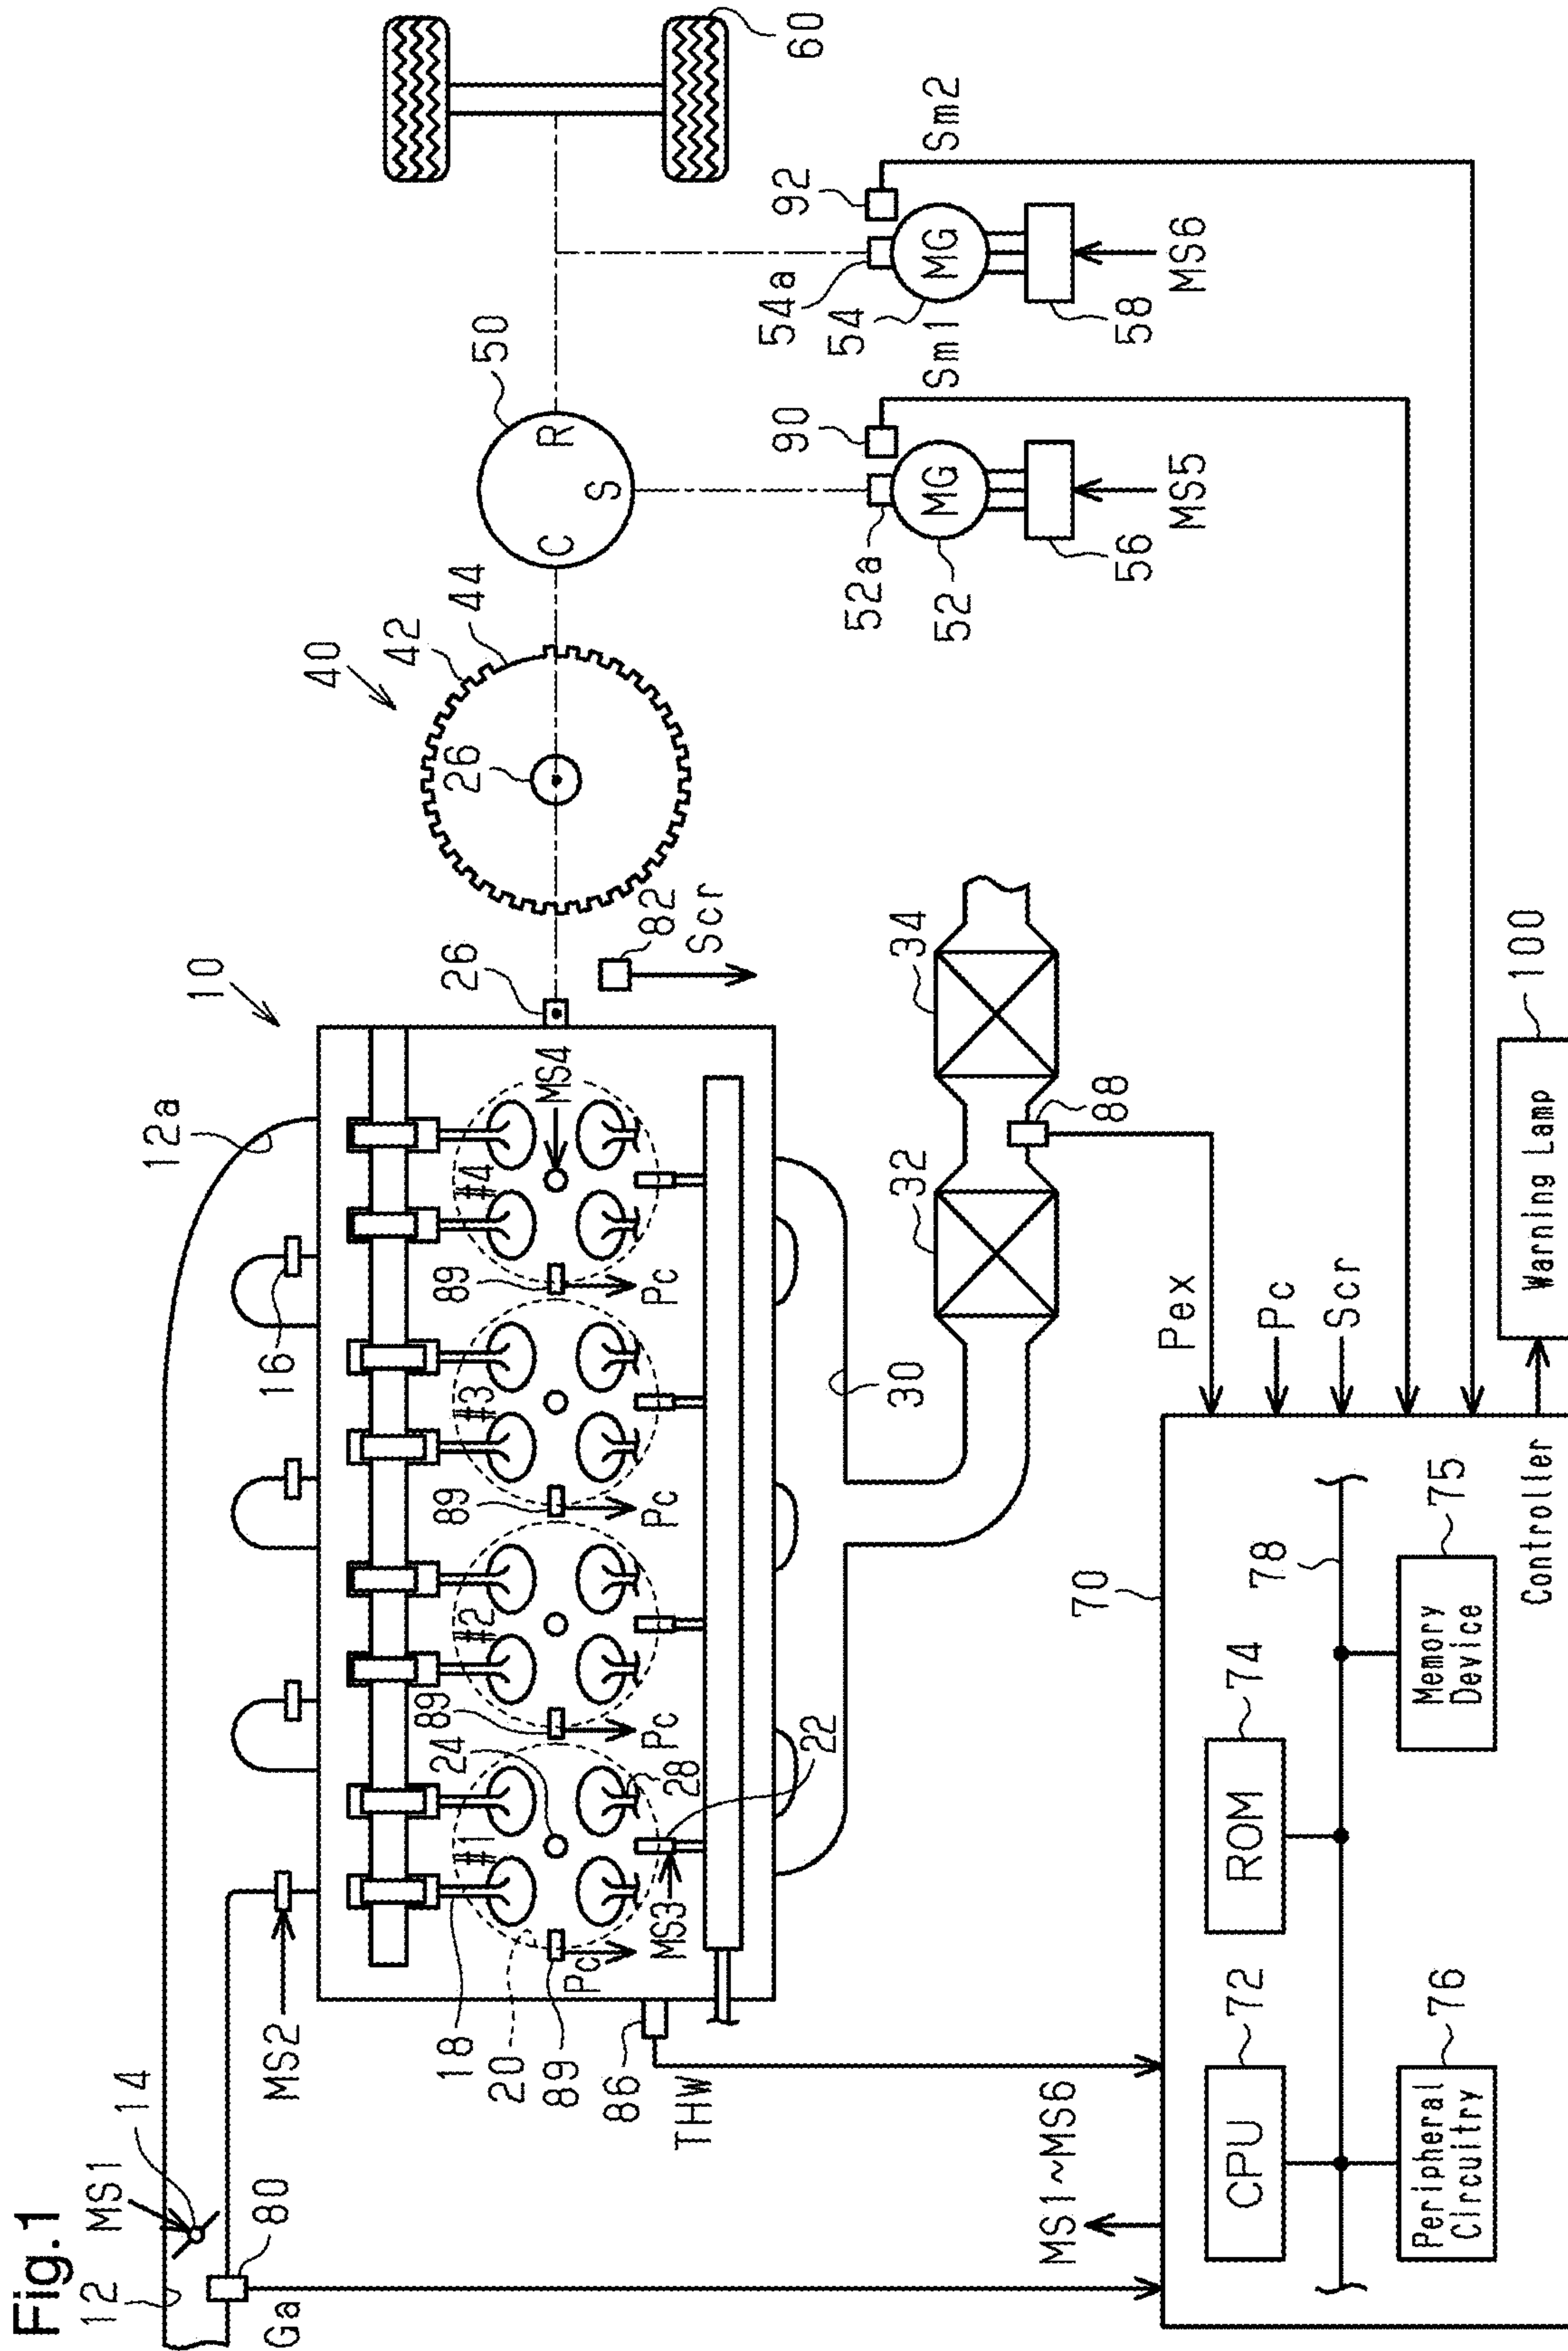 Fig.1
12
MS1
14
80
Ga
MS2
16
12a
10
18
20
89
86
THW
#1
#2
#3
#4
24
89
89
89
Pc
Pc
Pc
Pc
MS3
28
22
MS4
26
82
Scr
26
40
42
44
50
C
S
R
60
52a
52
MG
90
Sm1
56
MS5
54a
54
MG
92
Sm2
58
MS6
30
32
88
34
Pex
Pc
Scr
MS1~MS6
70
CPU
72
ROM
74
78
Peripheral
Circuitry
76
Memory
Device
75
Controller
Warning Lamp
100